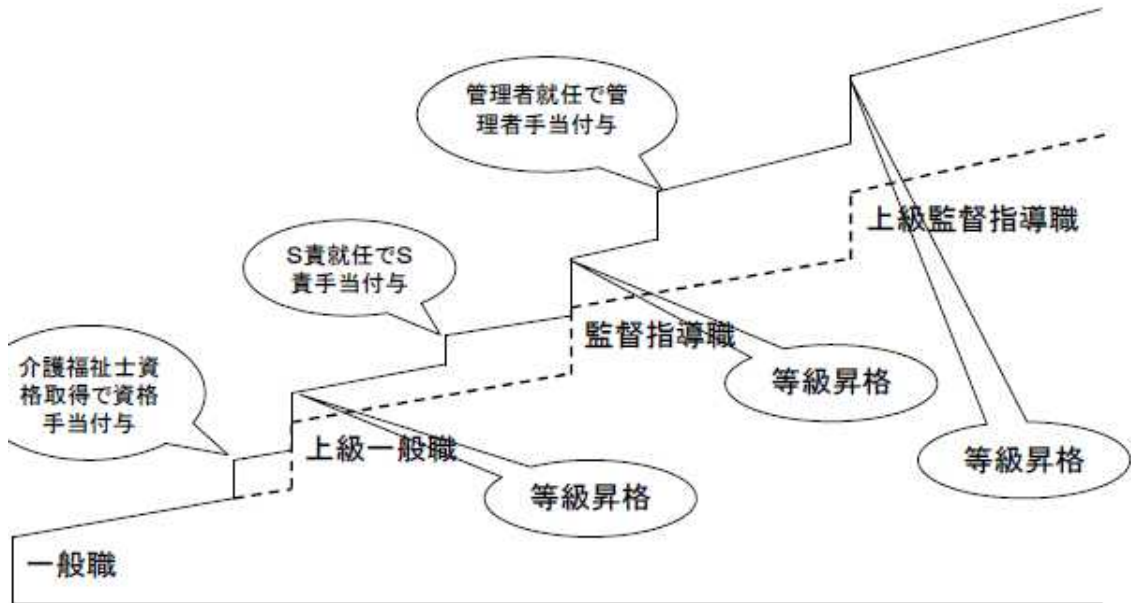 管理者就任で管
理者手当付与
上級監督指導職
S責就任でS
責手当付与
監督指導職
等級昇格
介護福祉士資
格取得で資格
手当付与
上級一般職
等級昇格
等級昇格
一般職